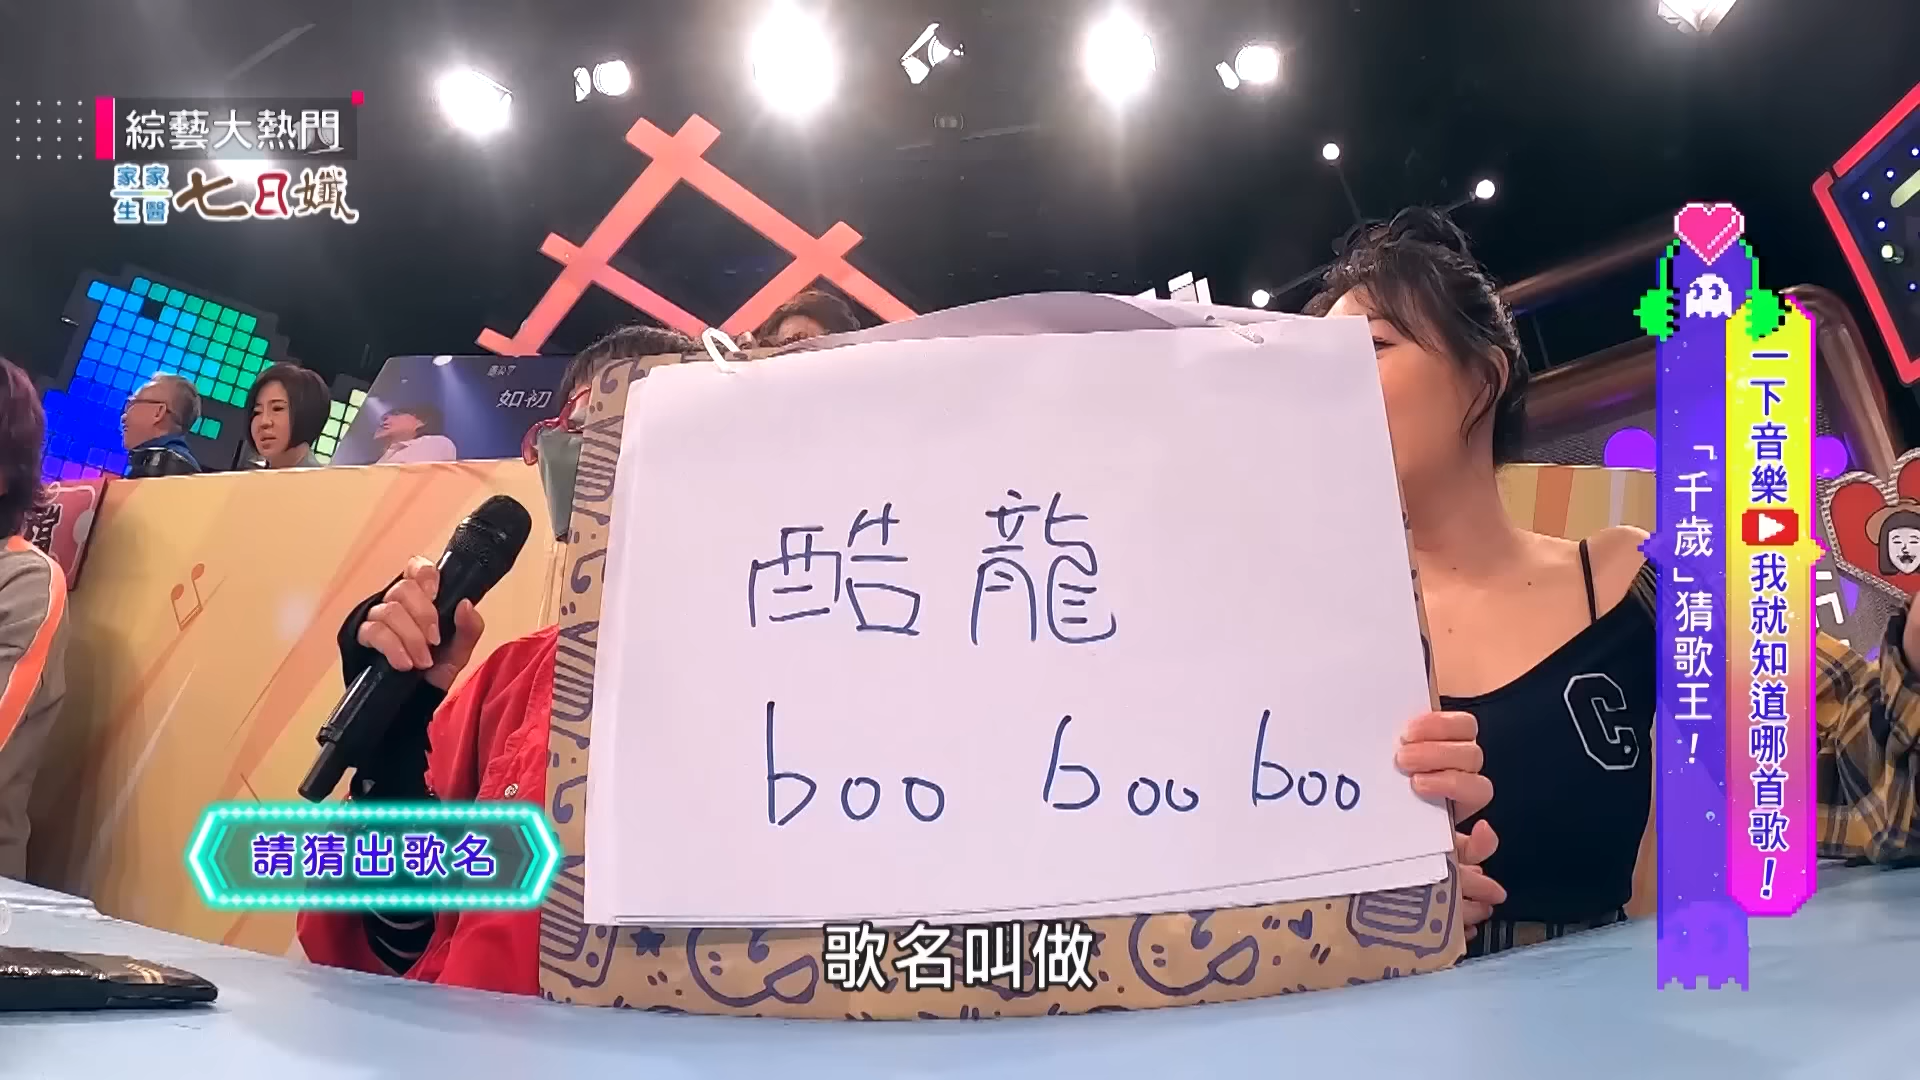 綜藝大熱門
家家生醫 七日孅
如初
酷龍
boo boo boo
請猜出歌名
歌名叫做
一下音樂▶我就知道哪首歌！
「千歲」猜歌王！
C